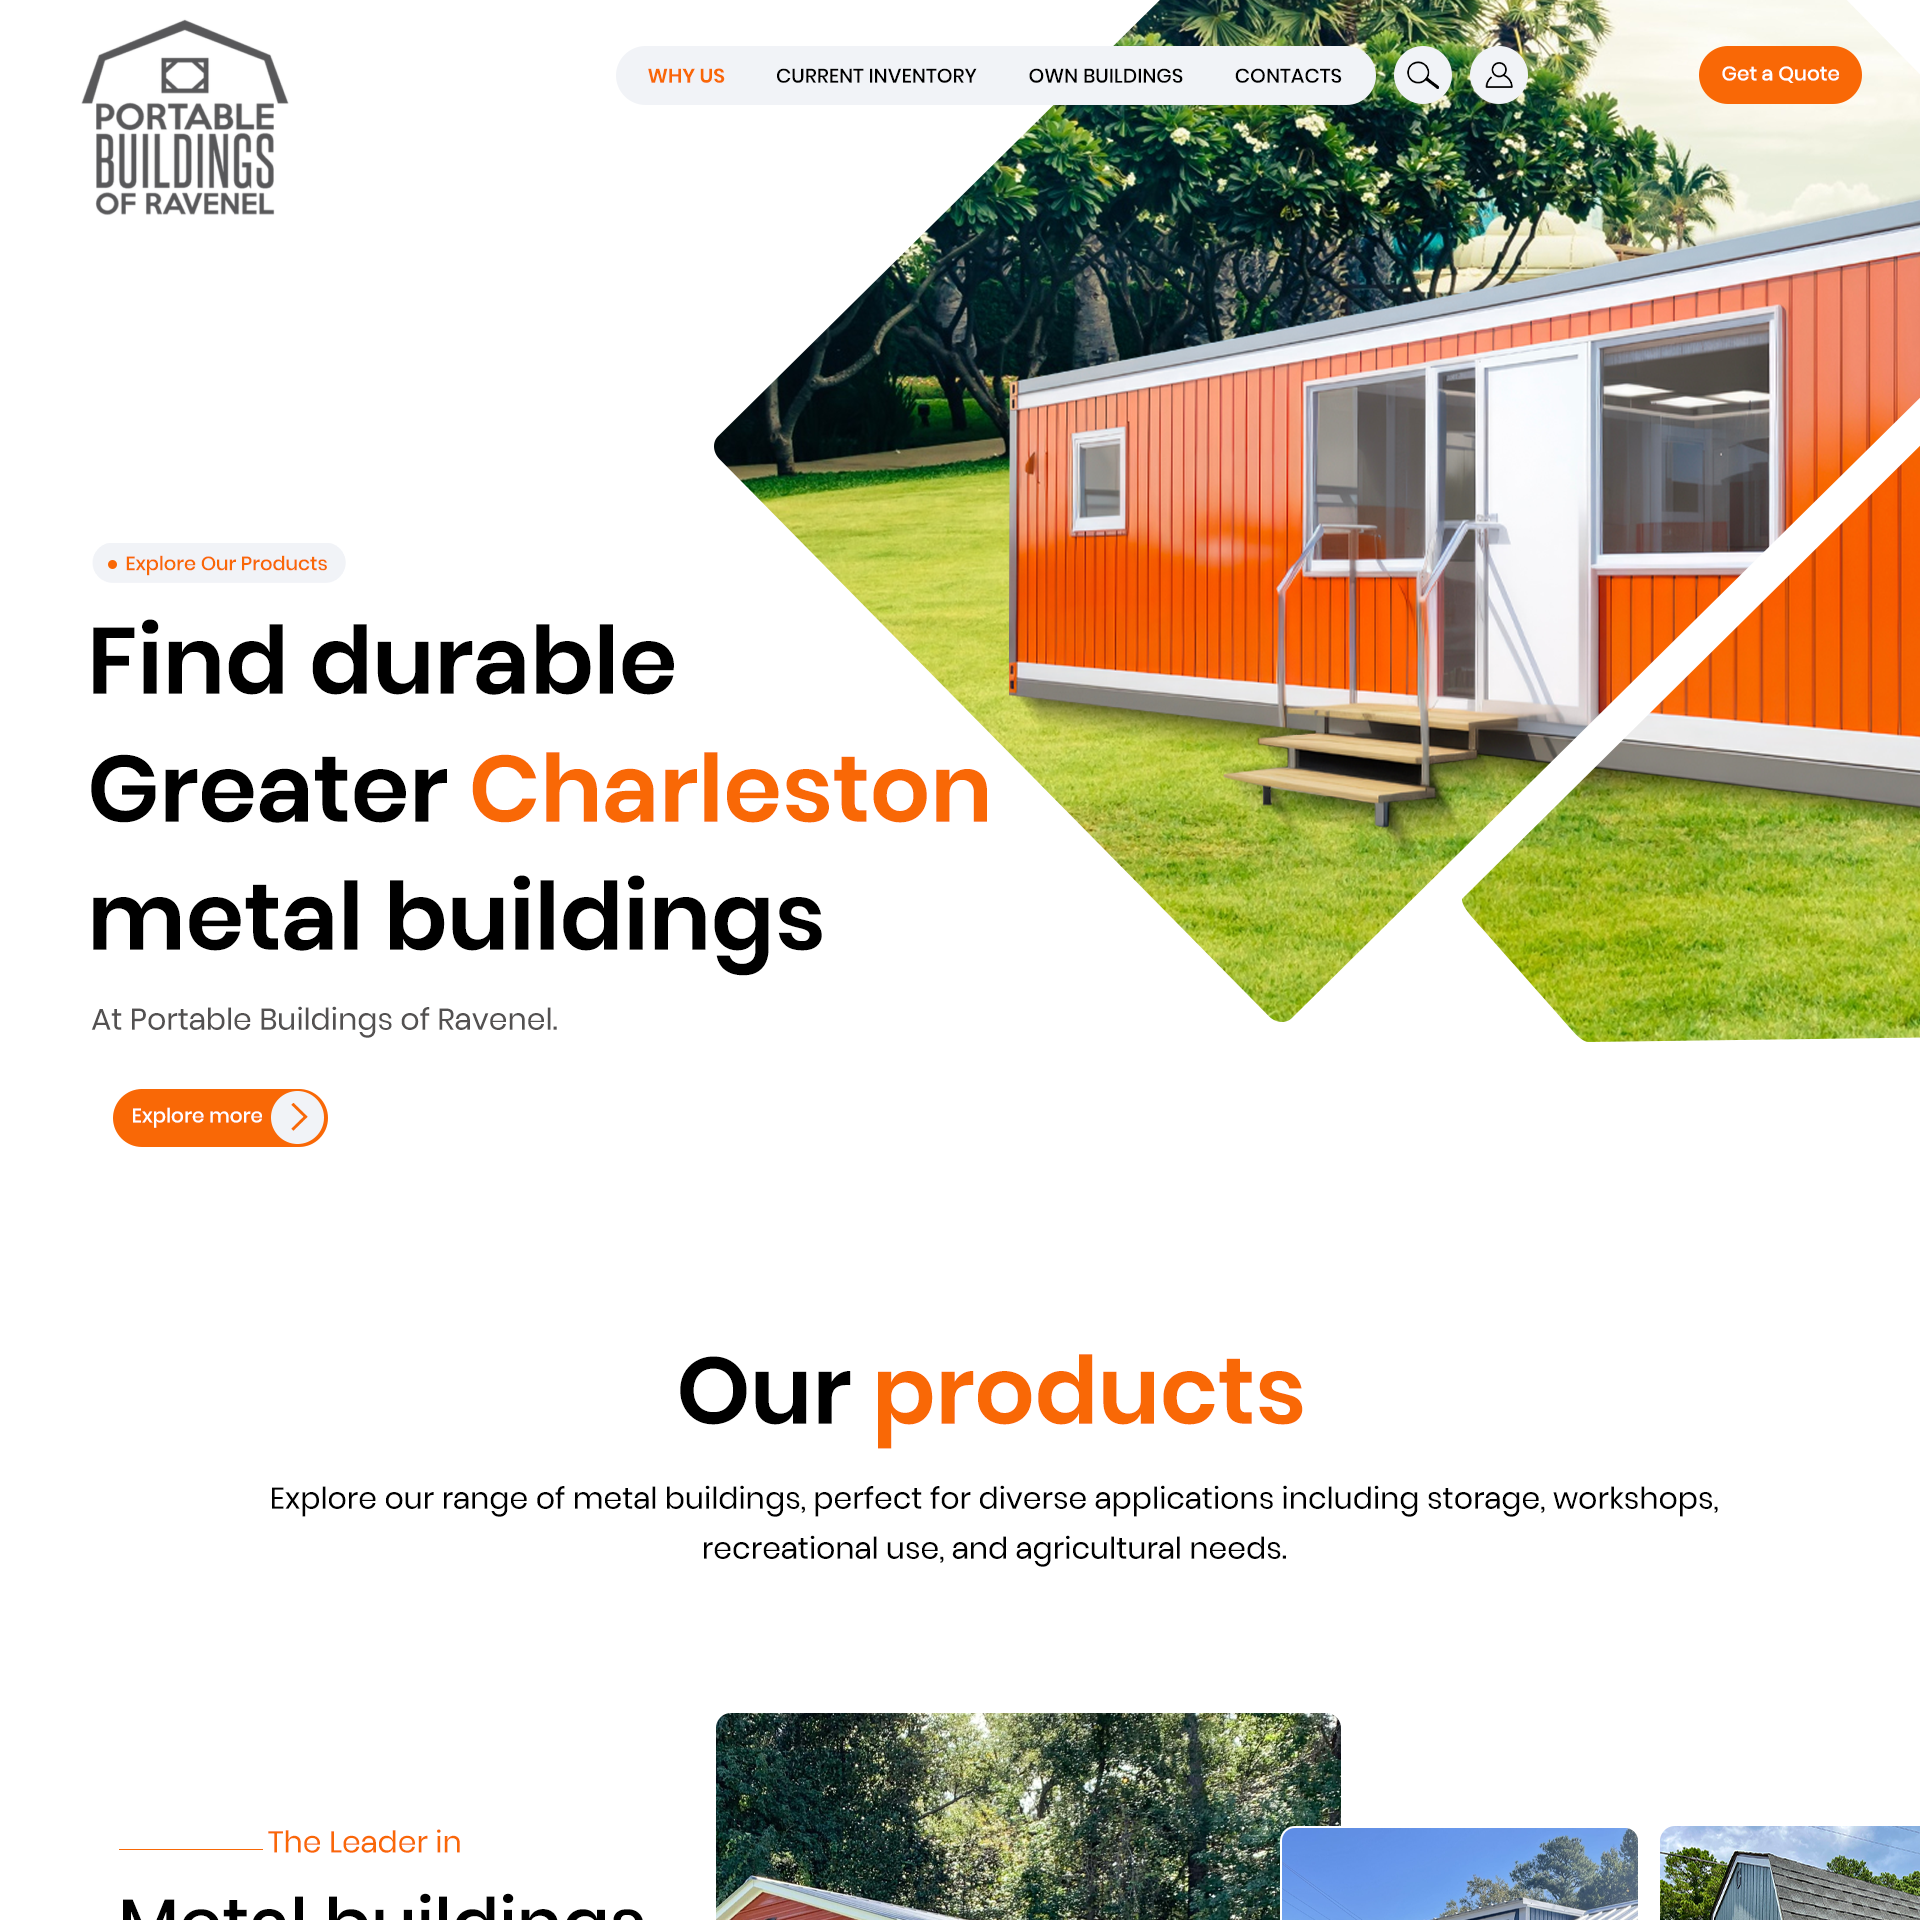 PORTABLE
BUILDINGS
OF RAVENEL
WHY US
CURRENT INVENTORY
OWN BUILDINGS
CONTACTS
Get a Quote
Explore Our Products
Find durable
Greater Charleston
metal buildings
At Portable Buildings of Ravenel.
Explore more
Our products
Explore our range of metal buildings, perfect for diverse applications including storage, workshops,
recreational use, and agricultural needs.
The Leader in
Metal buildings